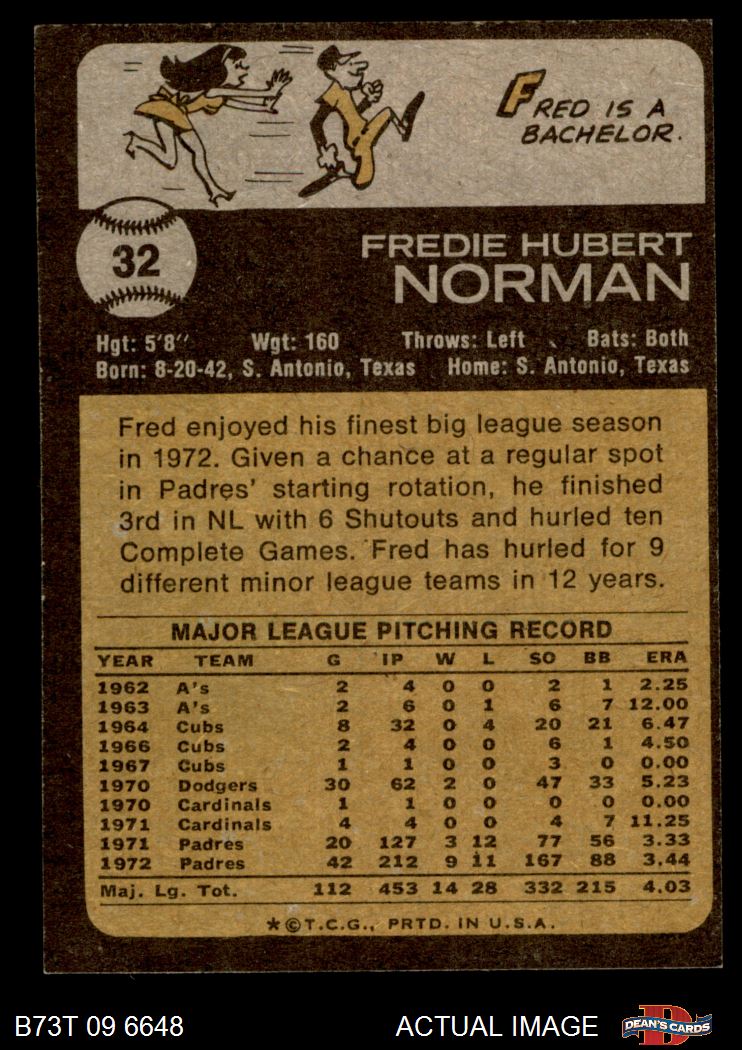 FRED IS A
BACHELOR.
32
FREDIE HUBERT
NORMAN
Hgt: 5'8" Wgt: 160 Throws: Left Bats: Both
Born: 8-20-42, S. Antonio, Texas Home: S. Antonio, Texas
Fred enjoyed his finest big league season
in 1972. Given a chance at a regular spot
in Padres' starting rotation, he finished
3rd in NL with 6 Shutouts and hurled ten
Complete Games. Fred has hurled for 9
different minor league teams in 12 years.
MAJOR LEAGUE PITCHING RECORD
YEAR TEAM G IP W L SO BB ERA
1962 A's 2 4 0 0 2 1 2.25
1963 A's 2 6 0 1 6 7 12.00
1964 Cubs 8 32 0 4 20 21 6.47
1966 Cubs 2 4 0 0 6 1 4.50
1967 Cubs 1 1 0 0 3 0 0.00
1970 Dodgers 30 62 2 0 47 33 5.23
1970 Cardinals 1 1 0 0 0 0 0.00
1971 Cardinals 4 4 0 0 4 7 11.25
1971 Padres 20 127 3 12 77 56 3.33
1972 Padres 42 212 9 11 167 88 3.44
Maj. Lg. Tot. 112 453 14 28 332 215 4.03
*©T.C.G., PRTD. IN U.S.A.
B73T 09 6648 ACTUAL IMAGE D DEAN'S CARDS